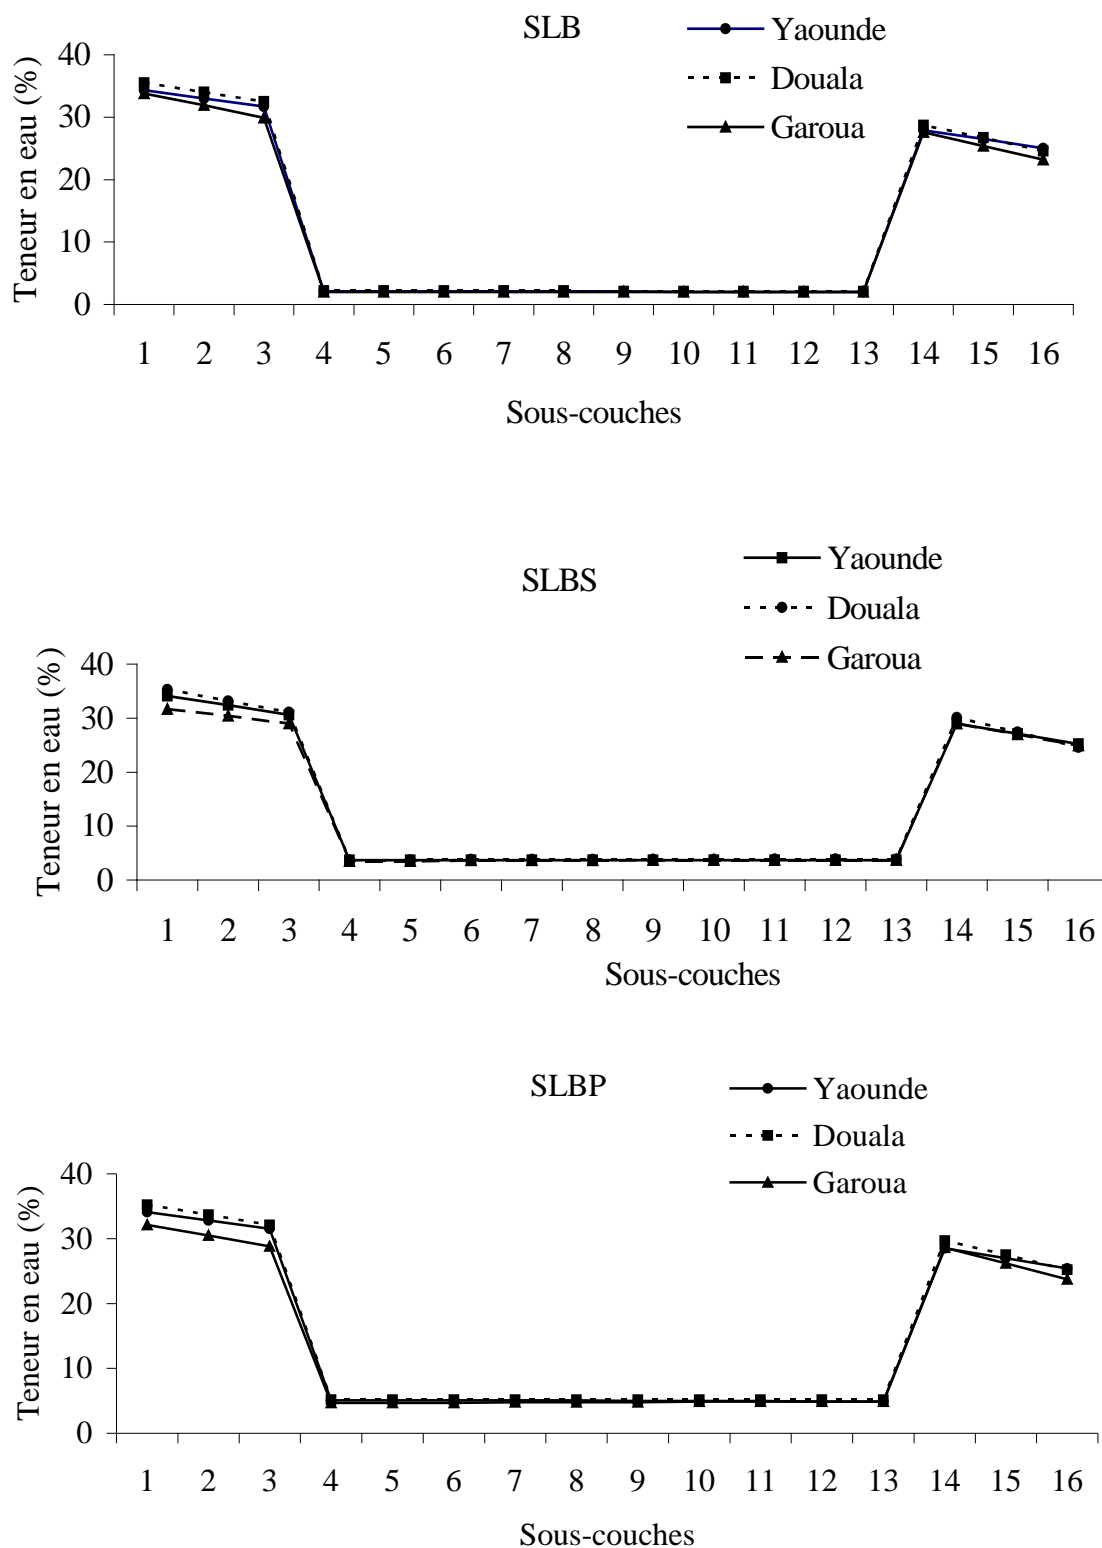 SLB
Yaounde
Douala
Garoua
Teneur en eau (%)
40
30
20
10
0
1 2 3 4 5 6 7 8 9 10 11 12 13 14 15 16
Sous-couches
SLBS
Yaounde
Douala
Garoua
Teneur en eau (%)
40
30
20
10
0
1 2 3 4 5 6 7 8 9 10 11 12 13 14 15 16
Sous-couches
SLBP
Yaounde
Douala
Garoua
Teneur en eau (%)
40
30
20
10
0
1 2 3 4 5 6 7 8 9 10 11 12 13 14 15 16
Sous-couches